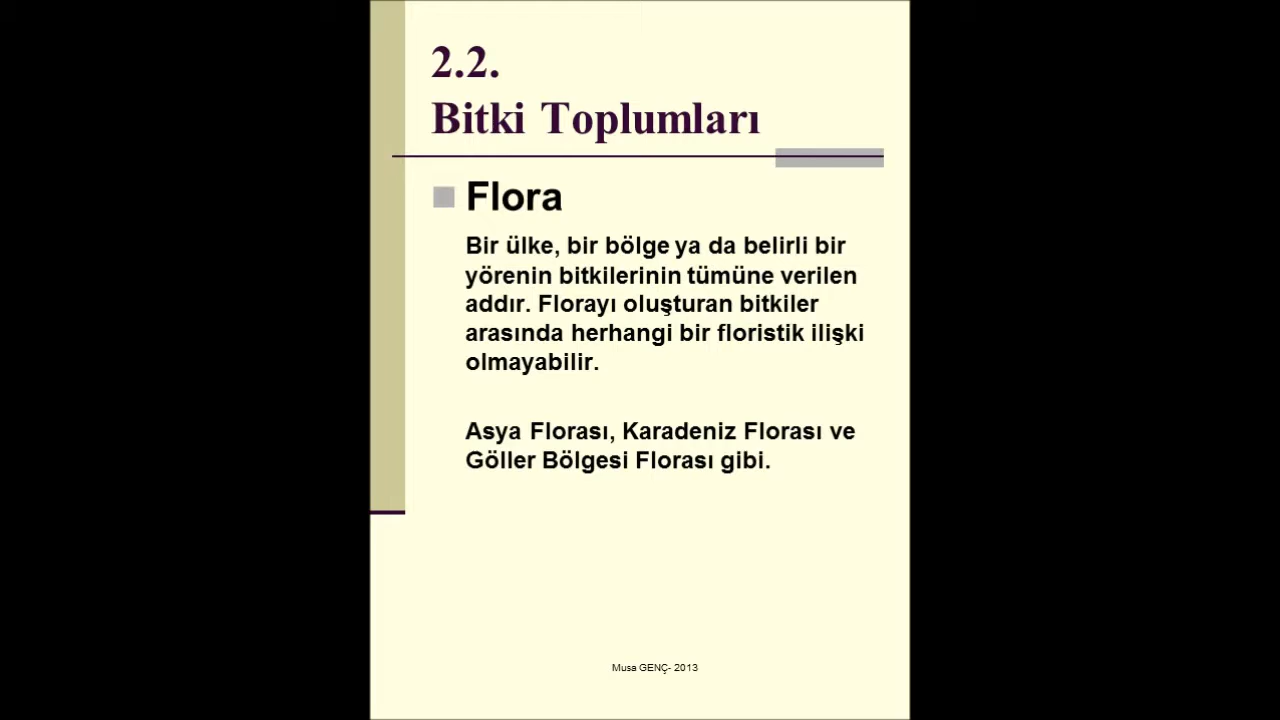 2.2.
Bitki Toplumları
Flora
Bir ülke, bir bölge ya da belirli bir
yörenin bitkilerinin tümüne verilen
addır. Florayı oluşturan bitkiler
arasında herhangi bir floristik ilişki
olmayabilir.
Asya Florası, Karadeniz Florası ve
Göller Bölgesi Florası gibi.
Musa GENÇ- 2013